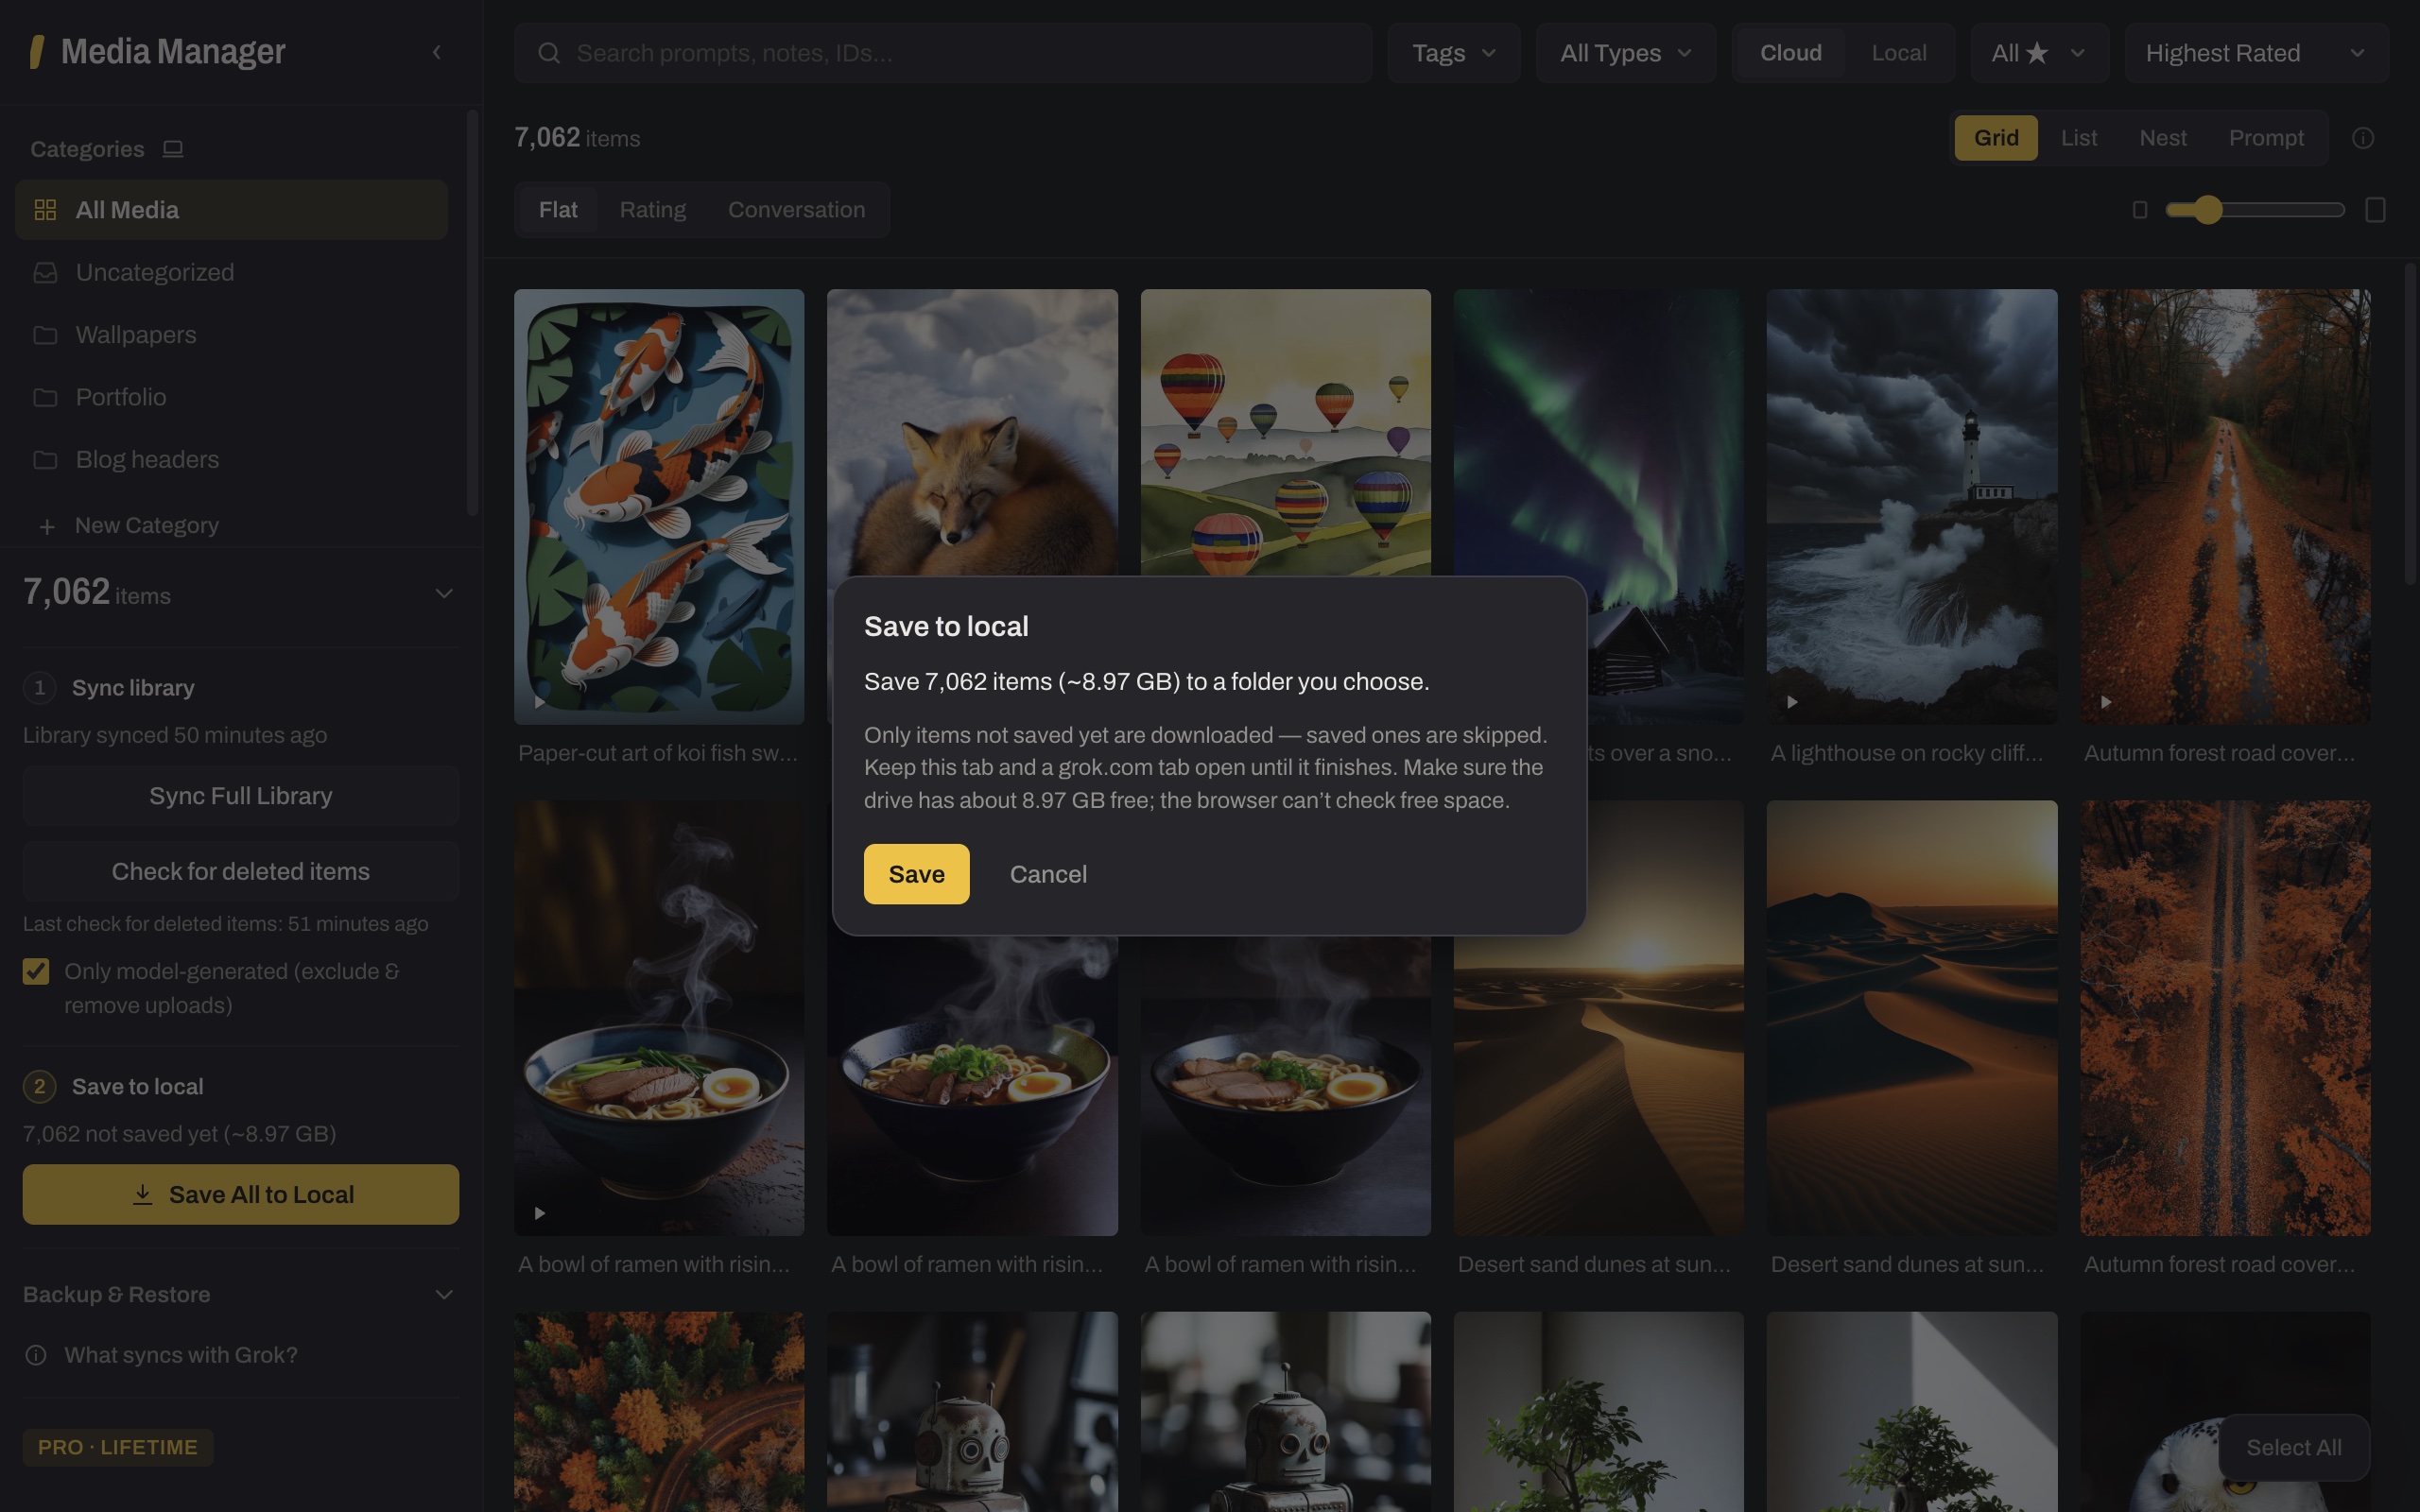 Media Manager
Categories
All Media
Uncategorized
Wallpapers
Portfolio
Blog headers
New Category
7,062 items
1 Sync library
Library synced 50 minutes ago
Sync Full Library
Check for deleted items
Last check for deleted items: 51 minutes ago
Only model-generated (exclude &
remove uploads)
2 Save to local
7,062 not saved yet (~8.97 GB)
Save All to Local
Backup & Restore
What syncs with Grok?
PRO · LIFETIME
Search prompts, notes, IDs...
Tags
All Types
Cloud Local
All ★
Highest Rated
7,062 items
Grid List Nest Prompt
Flat Rating Conversation
Save to local
Save 7,062 items (~8.97 GB) to a folder you choose.
Only items not saved yet are downloaded — saved ones are skipped.
Keep this tab and a grok.com tab open until it finishes. Make sure the
drive has about 8.97 GB free; the browser can’t check free space.
Save Cancel
Paper-cut art of koi fish sw...
ts over a sno...
A lighthouse on rocky cliff...
Autumn forest road cover...
A bowl of ramen with risin...
A bowl of ramen with risin...
A bowl of ramen with risin...
Desert sand dunes at sun...
Desert sand dunes at sun...
Autumn forest road cover...
Select All